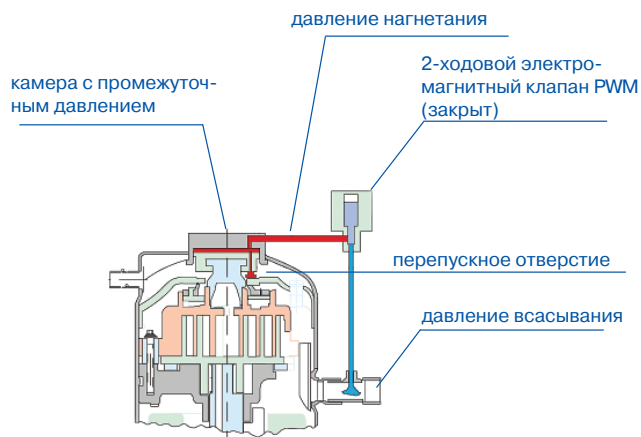 давление нагнетания
2-ходовой электро-
магнитный клапан PWM
(закрыт)
камера с промежуточ-
ным давлением
перепускное отверстие
давление всасывания